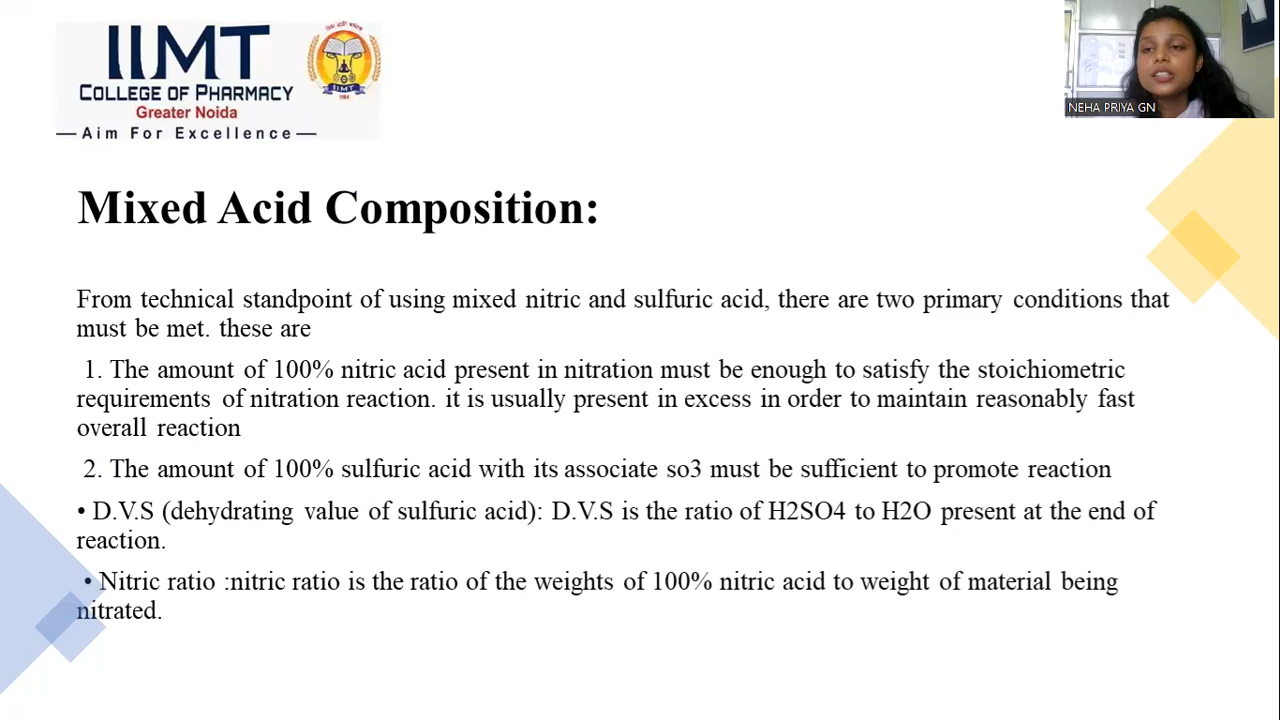 IIMT
COLLEGE OF PHARMACY
Greater Noida
Aim For Excellence
IIMT
NEHA PRIYA GN
Mixed Acid Composition:
From technical standpoint of using mixed nitric and sulfuric acid, there are two primary conditions that
must be met. these are
1. The amount of 100% nitric acid present in nitration must be enough to satisfy the stoichiometric
requirements of nitration reaction. it is usually present in excess in order to maintain reasonably fast
overall reaction
2. The amount of 100% sulfuric acid with its associate so3 must be sufficient to promote reaction
• D.V.S (dehydrating value of sulfuric acid): D.V.S is the ratio of H2SO4 to H2O present at the end of
reaction.
• Nitric ratio :nitric ratio is the ratio of the weights of 100% nitric acid to weight of material being
nitrated.